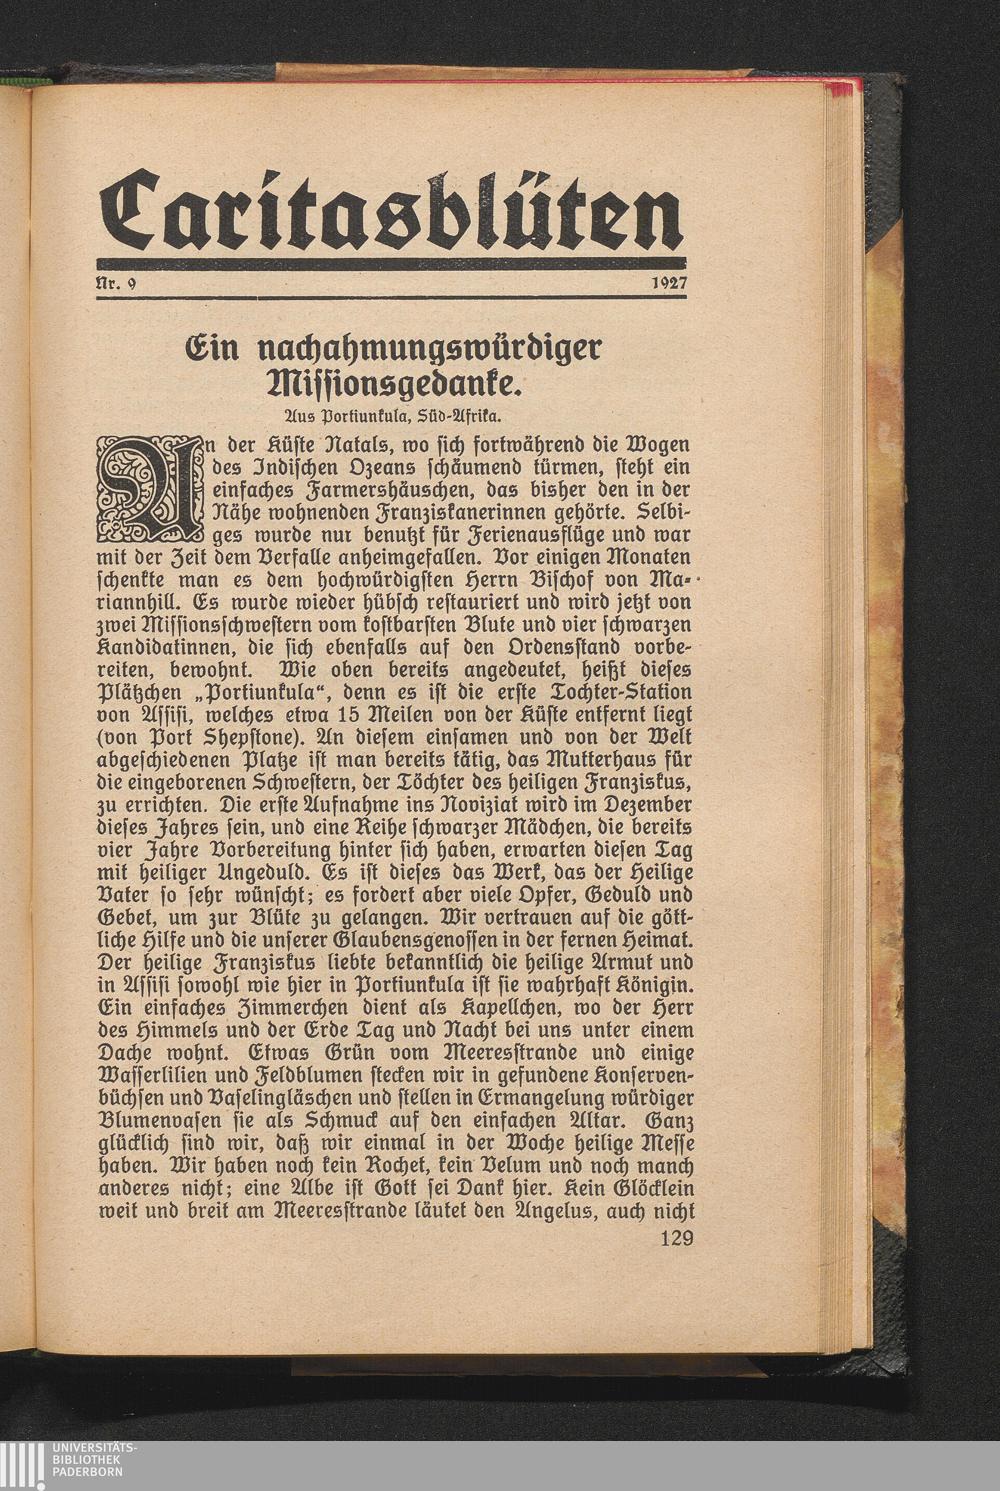 Caritasblüten
Nr. 9 1927
Ein nachahmungswürdiger
Missionsgedanke.
Aus Portiunkula, Süd-Afrika.
An der Küste Natals, wo sich fortwährend die Wogen
des Indischen Ozeans schäumend türmen, steht ein
einfaches Farmershäuschen, das bisher den in der
Nähe wohnenden Franziskanerinnen gehörte. Selbi-
ges wurde nur benutzt für Ferienausflüge und war
mit der Zeit dem Verfalle anheimgefallen. Vor einigen Monaten
schenkte man es dem hochwürdigsten Herrn Bischof von Ma-
riannhill. Es wurde wieder hübsch restauriert und wird jetzt von
zwei Missionsschwestern vom kostbarsten Blute und vier schwarzen
Kandidatinnen, die sich ebenfalls auf den Ordensstand vorbe-
reiten, bewohnt. Wie oben bereits angedeutet, heißt dieses
Plätzchen „Portiunkula“, denn es ist die erste Tochter-Station
von Assisi, welches etwa 15 Meilen von der Küste entfernt liegt
(von Port Shepstone). An diesem einsamen und von der Welt
abgeschiedenen Platze ist man bereits tätig, das Mutterhaus für
die eingeborenen Schwestern, der Töchter des heiligen Franziskus,
zu errichten. Die erste Aufnahme ins Noviziat wird im Dezember
dieses Jahres sein, und eine Reihe schwarzer Mädchen, die bereits
vier Jahre Vorbereitung hinter sich haben, erwarten diesen Tag
mit heiliger Ungeduld. Es ist dieses das Werk, das der Heilige
Vater so sehr wünscht; es fordert aber viele Opfer, Geduld und
Gebet, um zur Blüte zu gelangen. Wir vertrauen auf die gött-
liche Hilfe und die unserer Glaubensgenossen in der fernen Heimat.
Der heilige Franziskus liebte bekanntlich die heilige Armut und
in Assisi sowohl wie hier in Portiunkula ist sie wahrhaft Königin.
Ein einfaches Zimmerchen dient als Kapellchen, wo der Herr
des Himmels und der Erde Tag und Nacht bei uns unter einem
Dache wohnt. Etwas Grün vom Meeresstrande und einige
Wasserlilien und Feldblumen stecken wir in gefundene Konserven-
büchsen und Vaselingläschen und stellen in Ermangelung würdiger
Blumenvasen sie als Schmuck auf den einfachen Altar. Ganz
glücklich sind wir, daß wir einmal in der Woche heilige Messe
haben. Wir haben noch kein Rochet, kein Velum und noch manch
anderes nicht; eine Albe ist Gott sei Dank hier. Kein Glöcklein
weit und breit am Meeresstrande läutet den Angelus, auch nicht
129
UNIVERSITÄTS-
BIBLIOTHEK
PADERBORN